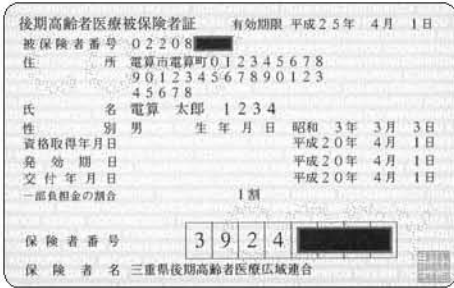 後期高齢者医療被保険者証 有効期限 平成25年 4月 1日
被保険者番号 02208
住所 電算市電算町012345678
901234567890123
45678
氏名 電算 太郎 1234
性別 男 生年月日 昭和 3年 3月 3日
資格取得年月日 平成20年 4月 1日
発効期日 平成20年 4月 1日
交付年月日 平成20年 4月 1日
一部負担金の割合 1割
保険者番号 3924
保険者名 三重県後期高齢者医療広域連合